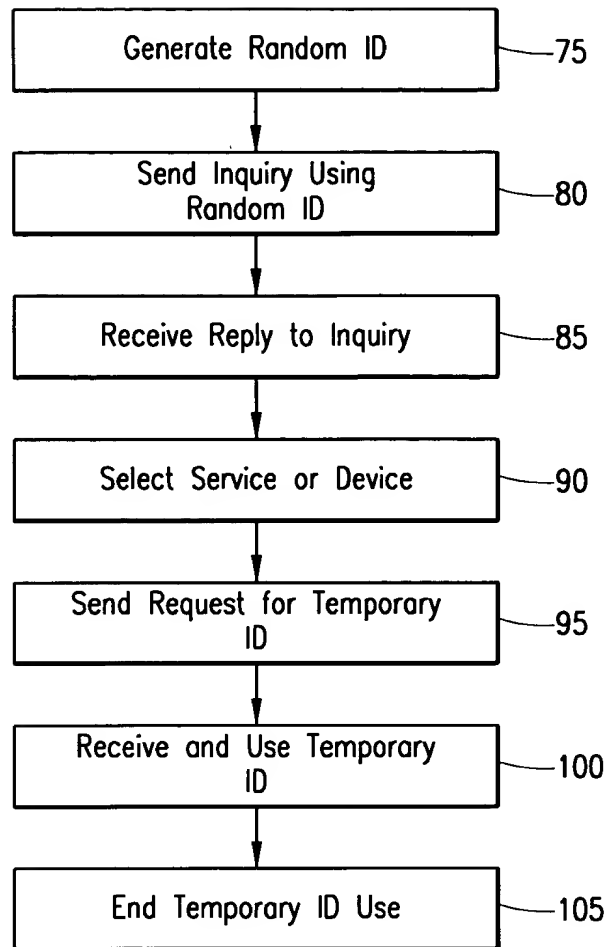 Generate Random ID
75
Send Inquiry Using
Random ID
80
Receive Reply to Inquiry
85
Select Service or Device
90
Send Request for Temporary
ID
95
Receive and Use Temporary
ID
100
End Temporary ID Use
105